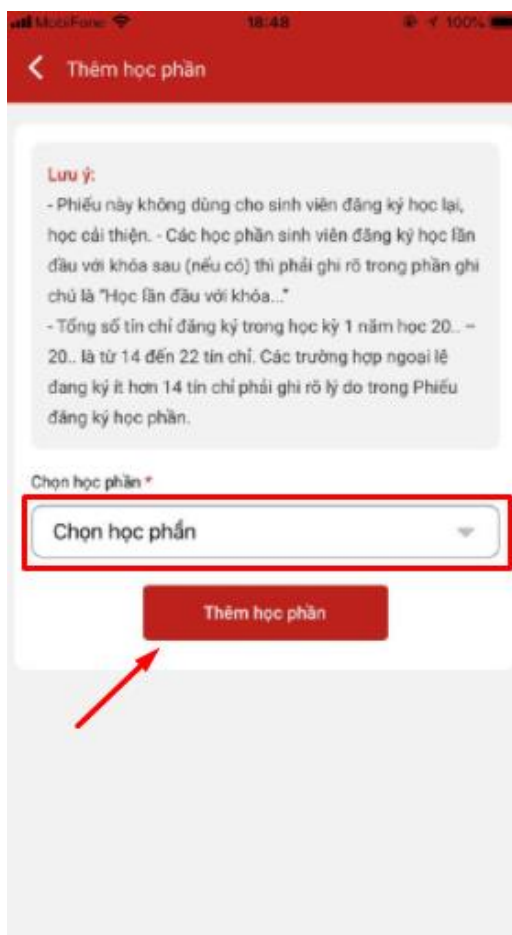 MobiFone 18:48 100%
Thêm học phần
Lưu ý:
- Phiếu này không dùng cho sinh viên đăng ký học lại,
học cải thiện. - Các học phần sinh viên đăng ký học lần
đầu với khóa sau (nếu có) thì phải ghi rõ trong phần ghi
chú là "Học lần đầu với khóa..."
- Tổng số tín chỉ đăng ký trong học kỳ 1 năm học 20.. –
20.. là từ 14 đến 22 tín chỉ. Các trường hợp ngoại lệ
đang ký ít hơn 14 tín chỉ phải ghi rõ lý do trong Phiếu
đăng ký học phần.
Chọn học phần *
Chọn học phần
Thêm học phần